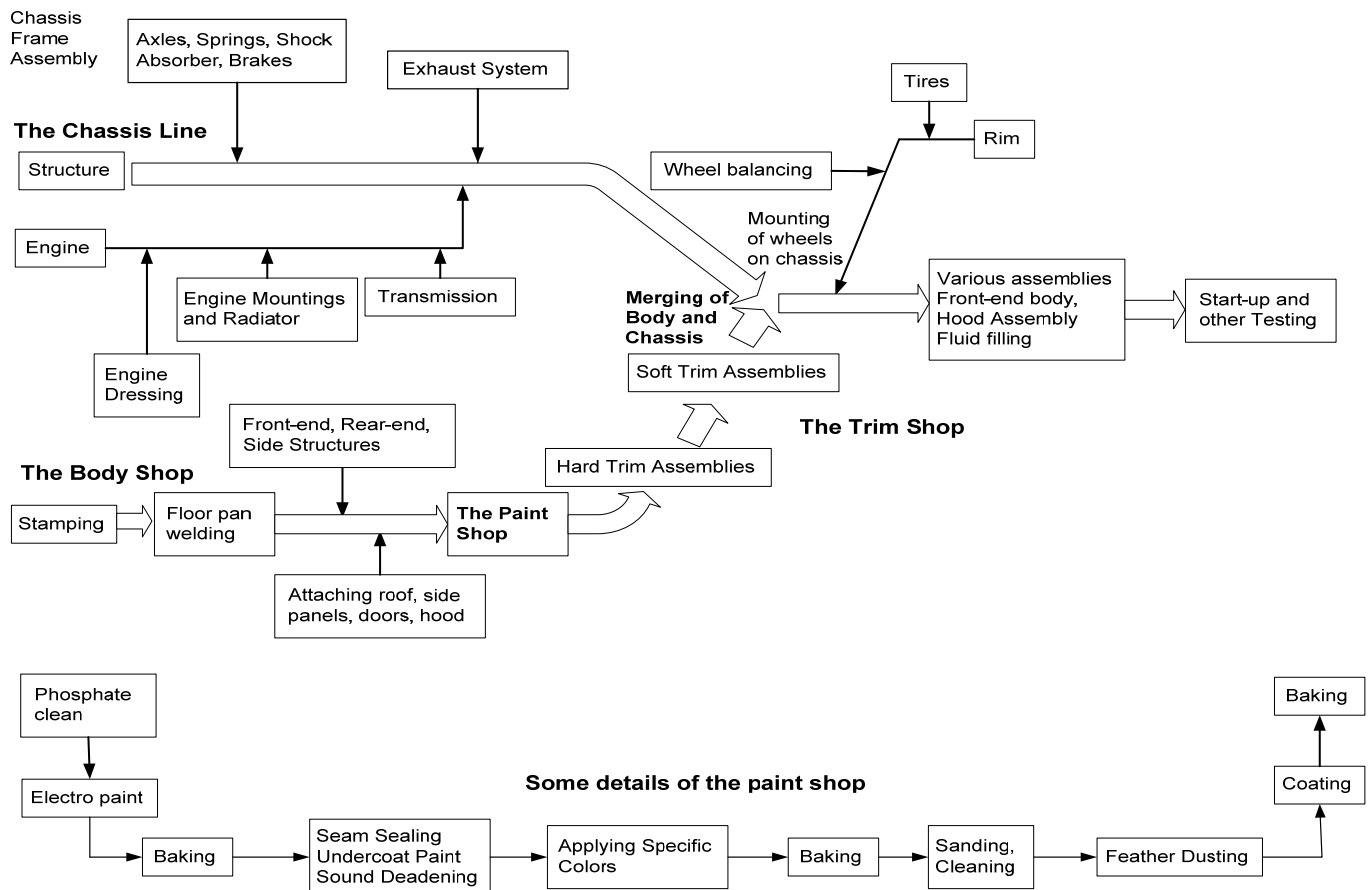 Chassis
Frame
Assembly
Axles, Springs, Shock
Absorber, Brakes
Exhaust System
Tires
Rim
The Chassis Line
Structure
Wheel balancing
Mounting
of wheels
on chassis
Engine
Engine Mountings
and Radiator
Transmission
Merging of
Body and
Chassis
Various assemblies
Front-end body,
Hood Assembly
Fluid filling
Start-up and
other Testing
Engine
Dressing
Soft Trim Assemblies
The Trim Shop
Front-end, Rear-end,
Side Structures
Hard Trim Assemblies
The Body Shop
Stamping
Floor pan
welding
The Paint
Shop
Attaching roof, side
panels, doors, hood
Phosphate
clean
Electro paint
Some details of the paint shop
Baking
Seam Sealing
Undercoat Paint
Sound Deadening
Applying Specific
Colors
Baking
Sanding,
Cleaning
Feather Dusting
Coating
Baking